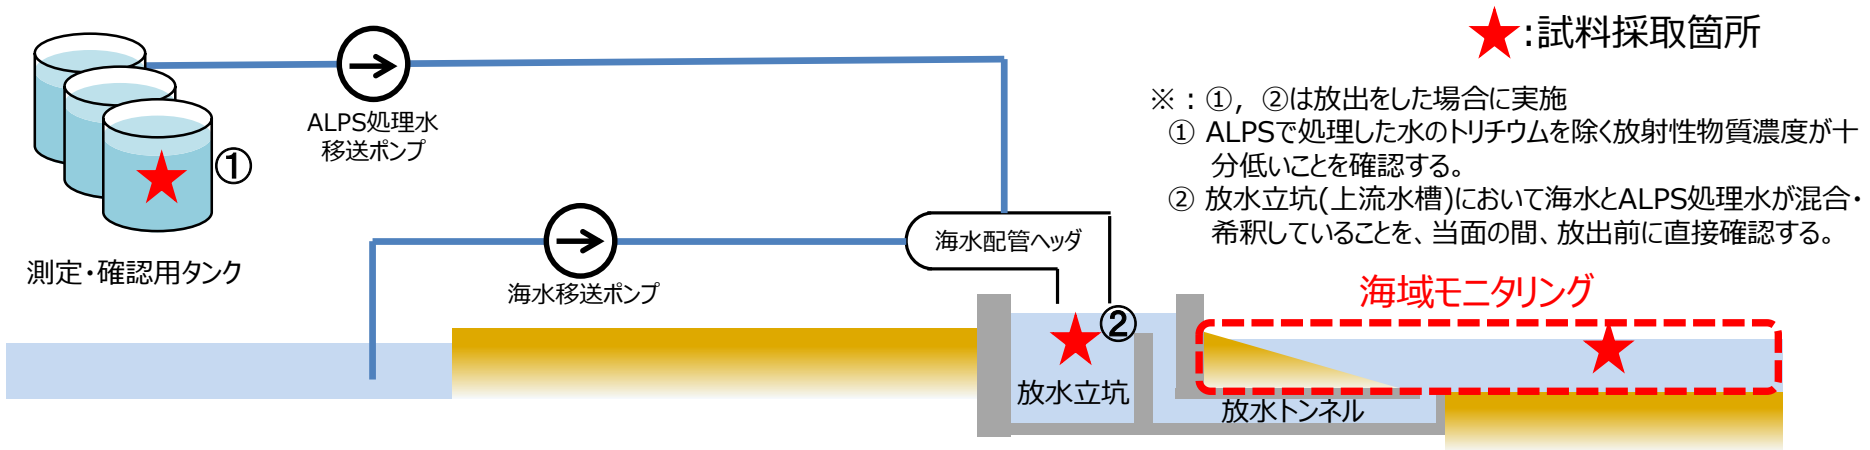 ★:試料採取箇所
※：①，②は放出をした場合に実施
① ALPSで処理した水のトリチウムを除く放射性物質濃度が十
分低いことを確認する。
② 放水立坑(上流水槽)において海水とALPS処理水が混合・
希釈していることを、当面の間、放出前に直接確認する。
ALPS処理水
移送ポンプ
①
測定・確認用タンク
海水移送ポンプ
海水配管ヘッダ
海域モニタリング
②
放水立坑
放水トンネル